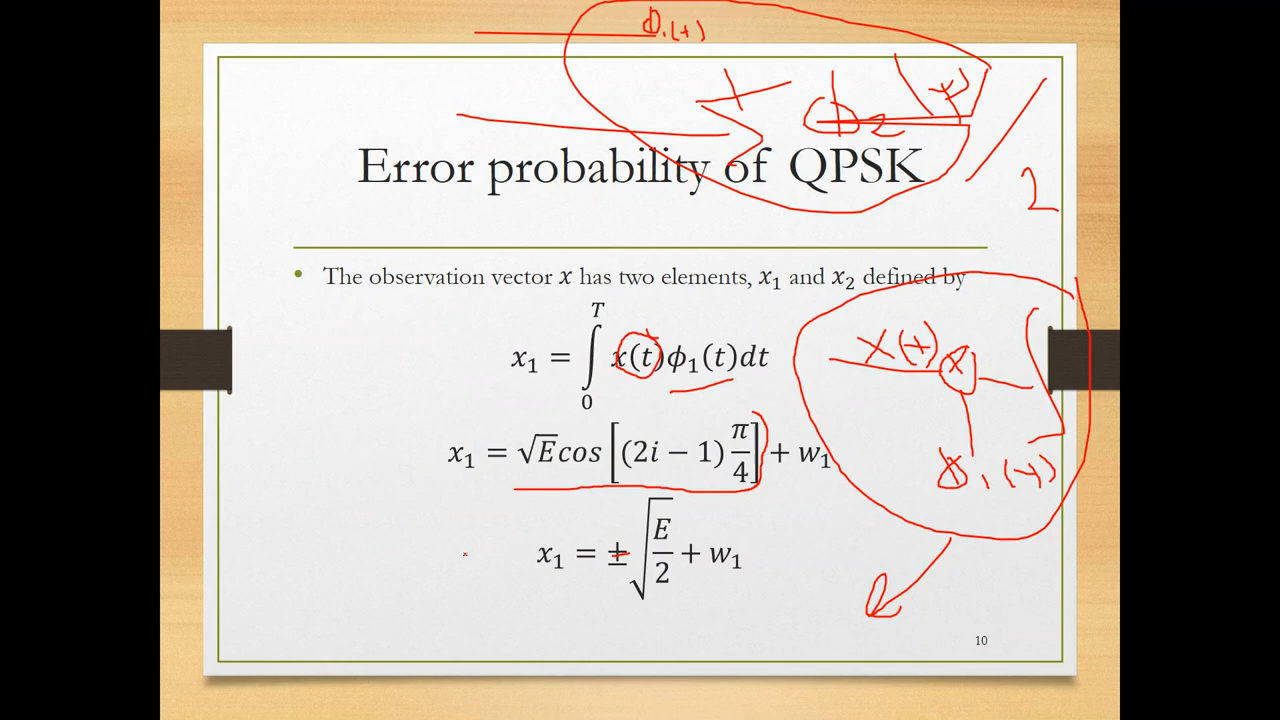 Φ₁(t)
2
Error probability of QPSK
• The observation vector x has two elements, x₁ and x₂ defined by
x₁ = ∫₀ᵀ x(t)ϕ₁(t)dt
X(t) X
x₁ = √E cos [(2i − 1) π/4] + w₁
x₁ = ±√(E/2) + w₁
10